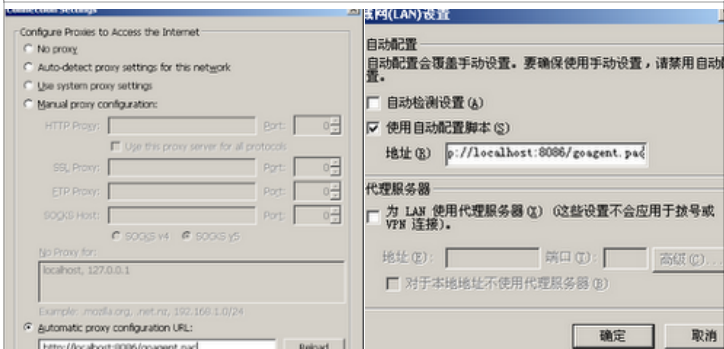 Connection Settings
Configure Proxies to Access the Internet
No proxy
Auto-detect proxy settings for this network
Use system proxy settings
Manual proxy configuration:
HTTP Proxy:
Port:
0
Use this proxy server for all protocols
SSL Proxy:
Port:
0
FTP Proxy:
Port:
0
SOCKS Host:
Port:
0
SOCKS v4
SOCKS v5
No Proxy for:
localhost, 127.0.0.1
Example: .mozilla.org, .net.nz, 192.168.1.0/24
Automatic proxy configuration URL:
http://localhost:8086/goagent.pac
Reload
域网(LAN)设置
自动配置
自动配置会覆盖手动设置。要确保使用手动设置，请禁用自动配
置。
自动检测设置(A)
使用自动配置脚本(S)
地址(R)
p://localhost:8086/goagent.pac
代理服务器
为 LAN 使用代理服务器(X) (这些设置不会应用于拨号或
VPN 连接)。
地址(E):
端口(T):
高级(C)...
对于本地地址不使用代理服务器(B)
确定
取消